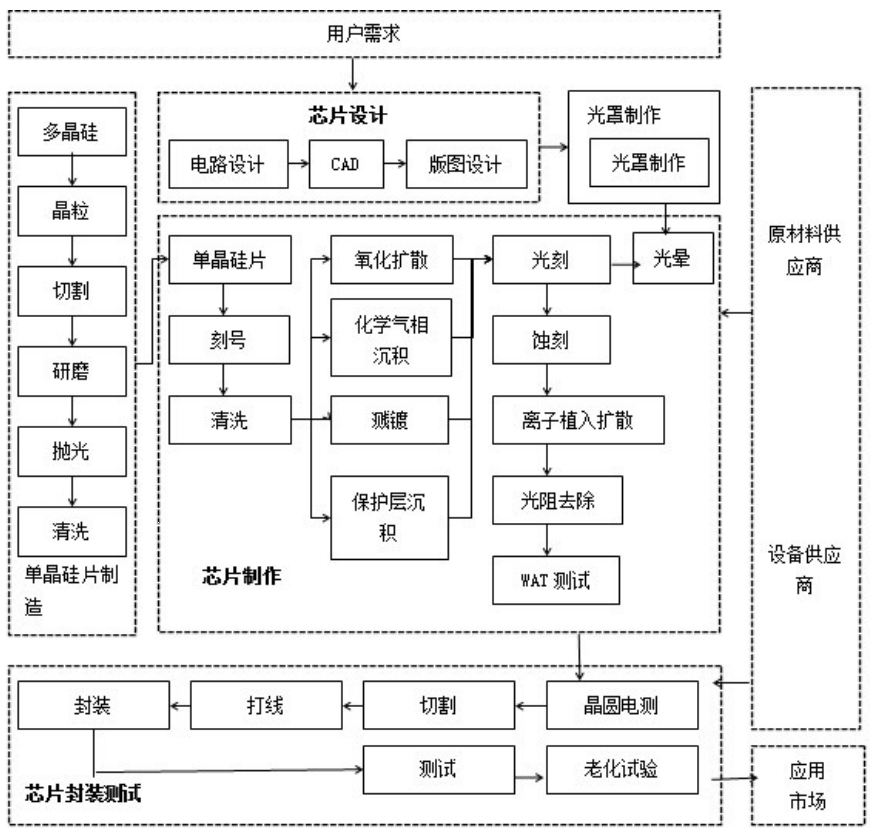 用户需求
多晶硅
晶粒
切割
研磨
抛光
清洗
单晶硅片制
造
芯片设计
电路设计
CAD
版图设计
光罩制作
光罩制作
单晶硅片
刻号
清洗
氧化扩散
化学气相
沉积
溅镀
保护层沉
积
光刻
光晕
蚀刻
离子植入扩散
光阻去除
WAT 测试
芯片制作
原材料供
应商
设备供应
商
封装
打线
切割
晶圆电测
测试
老化试验
芯片封装测试
应用
市场